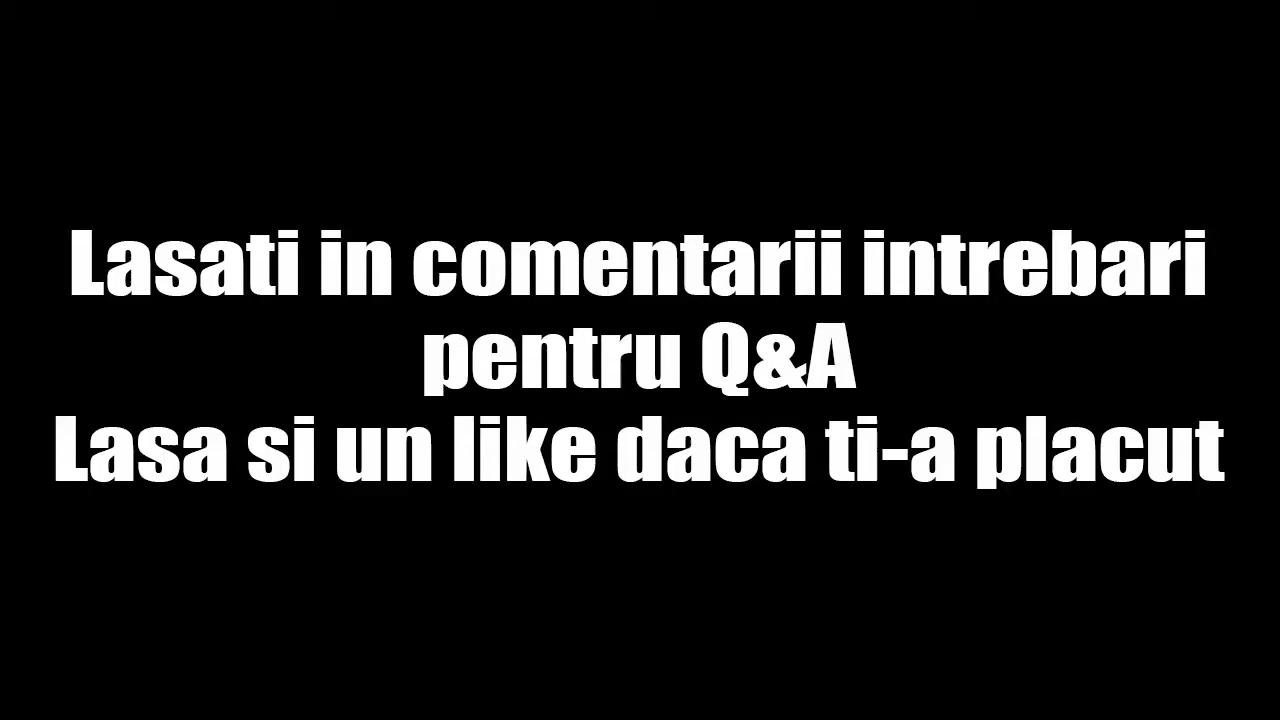 Lasati in comentarii intrebari
pentru Q&A
Lasa si un like daca ti-a placut